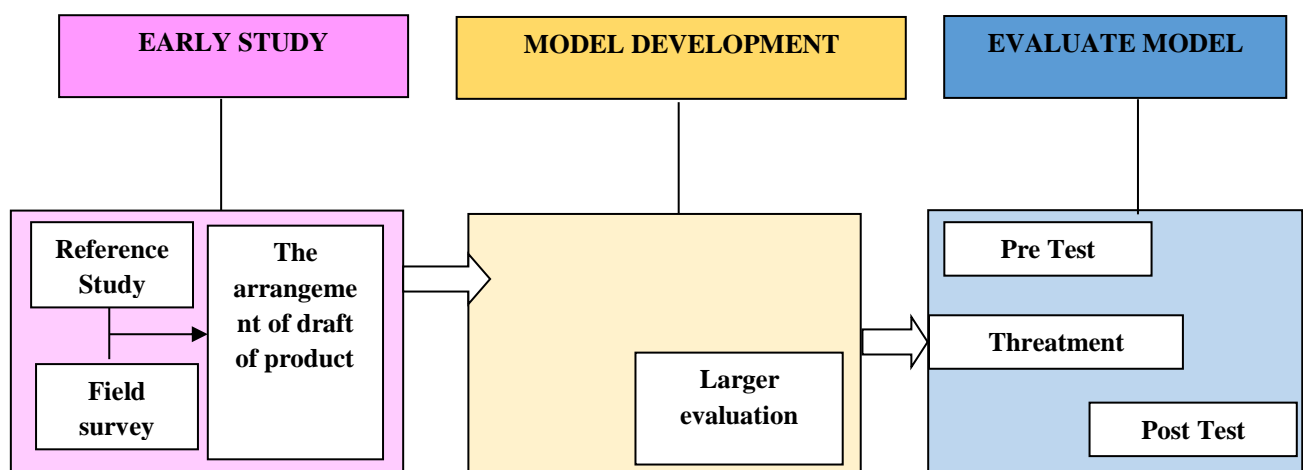 EARLY STUDY
MODEL DEVELOPMENT
EVALUATE MODEL
Reference
Study
Field
survey
The
arrangeme
nt of draft
of product
Larger
evaluation
Pre Test
Threatment
Post Test